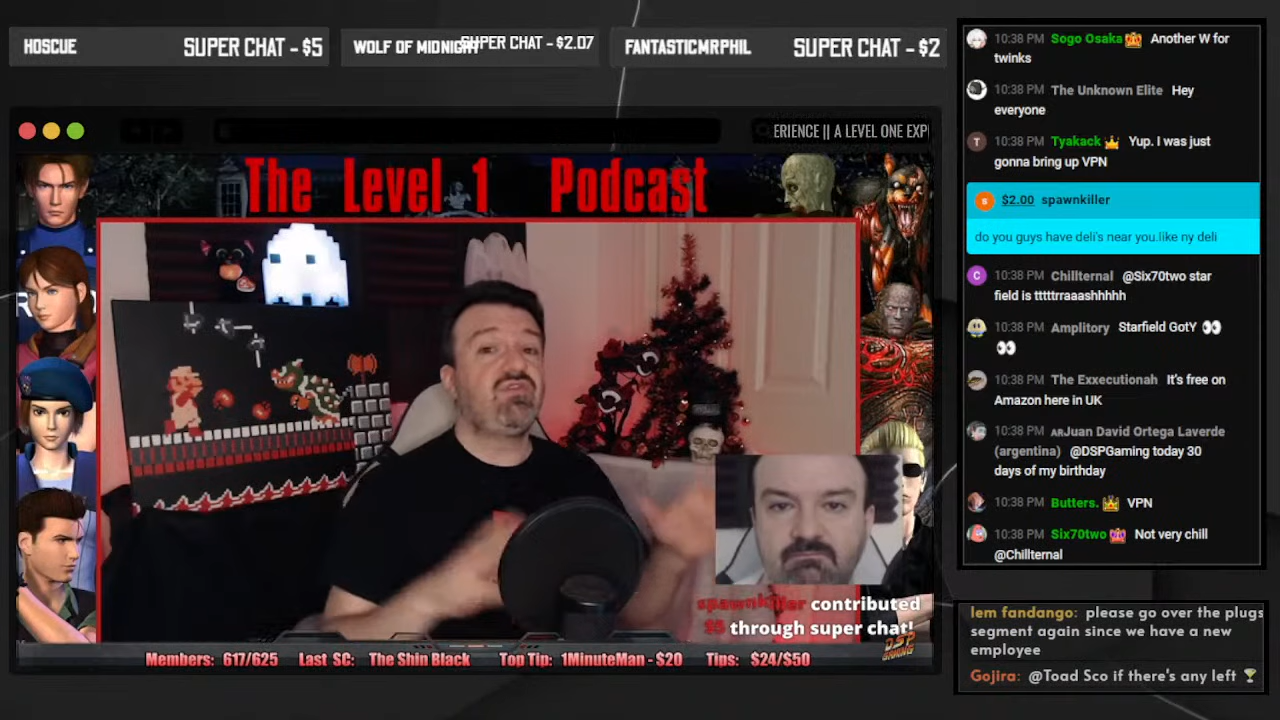 HOSCUE
SUPER CHAT - $5
WOLF OF MIDNIGHT
SUPER CHAT - $2.07
FANTASTICMRPHIL
SUPER CHAT - $2
ERIENCE || A LEVEL ONE EXP
The Level 1 Podcast
spawnkiller contributed
$5 through super chat!
DSP
GAMING
Members: 617/625
Last SC: The Shin Black
Top Tip: 1MinuteMan - $20
Tips: $24/$50
10:38 PM Sogo Osaka Another W for
twinks
10:38 PM The Unknown Elite Hey
everyone
T
10:38 PM Tyakack Yup. I was just
gonna bring up VPN
s
$2.00 spawnkiller
do you guys have deli's near you.like ny deli
C
10:38 PM Chillternal @Six70two star
field is tttttrraaashhhhh
10:38 PM Amplitory Starfield GotY 👀
👀
10:38 PM The Exxecutionah It's free on
Amazon here in UK
10:38 PM ARJuan David Ortega Laverde
(argentina) @DSPGaming today 30
days of my birthday
10:38 PM Butters. VPN
10:38 PM Six70two Not very chill
@Chillternal
lem fandango: please go over the plugs
segment again since we have a new
employee
Gojira: @Toad Sco if there's any left